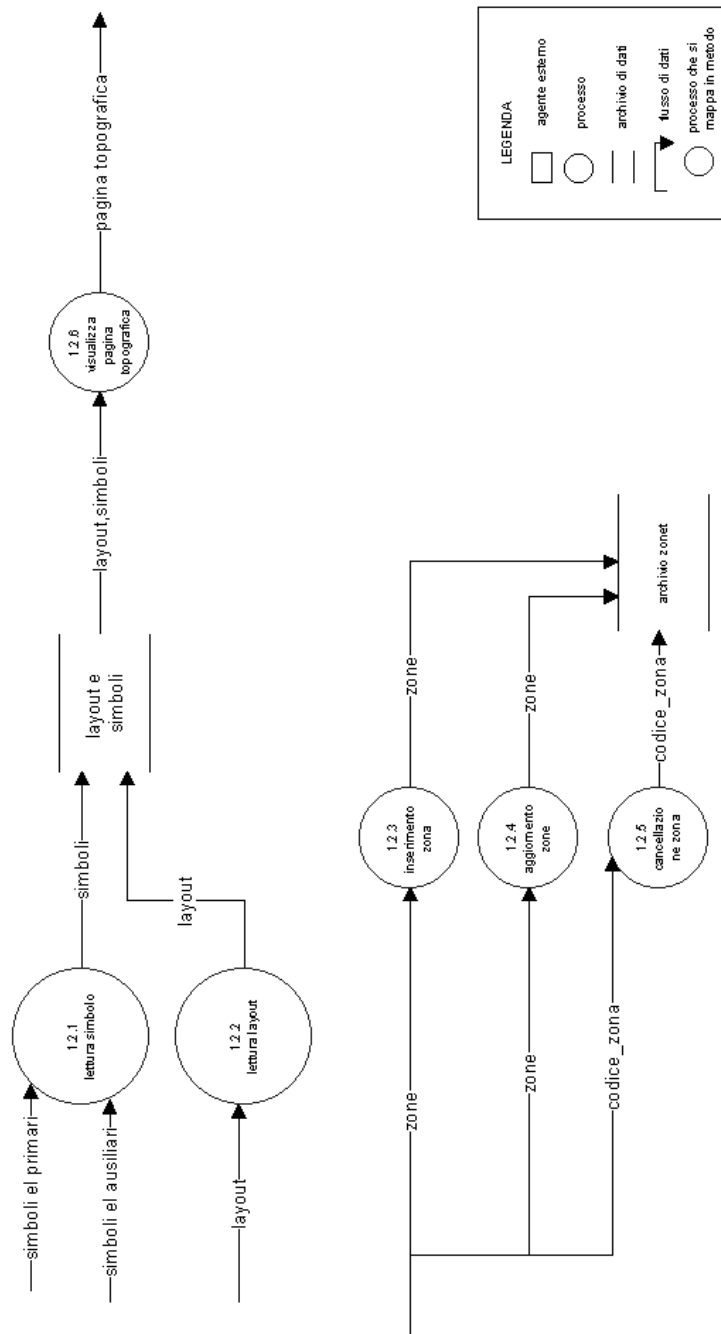 simboli el primari
simboli el ausiliari
1.2.1
lettura simbolo
simboli
layout
1.2.2
lettura layout
layout
layout e
simboli
layout,simboli
1.2.6
visualizza
pagina
topografica
pagina topografica
zone
1.2.3
inserimento
zona
zone
zone
1.2.4
aggiornento
zone
zone
codice_zona
1.2.5
cancellazio
ne zona
codice_zona
archivio zonet
LEGENDA
agente esterno
processo
archivio di dati
flusso di dati
processo che si
mappa in metodo